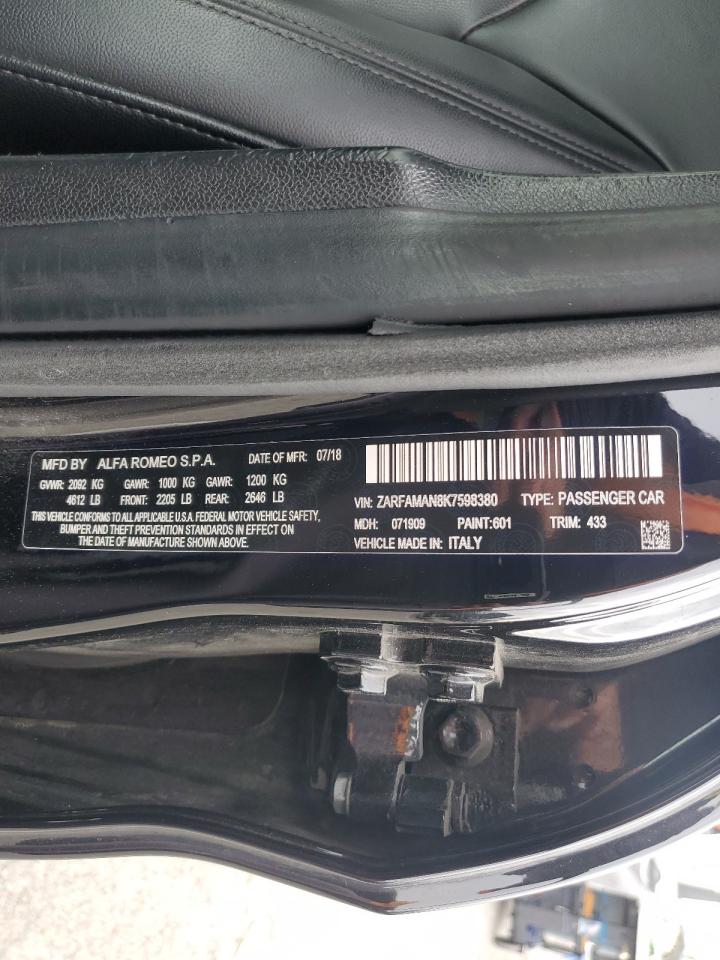 MFD BY ALFA ROMEO S.P.A. DATE OF MFR: 07/18
GVWR: 2092 KG GAWR: 1000 KG GAWR: 1200 KG
4612 LB FRONT: 2205 LB REAR: 2646 LB
THIS VEHICLE CONFORMS TO ALL APPLICABLE U.S. FEDERAL MOTOR VEHICLE SAFETY,
BUMPER AND THEFT PREVENTION STANDARDS IN EFFECT ON
THE DATE OF MANUFACTURE SHOWN ABOVE.
VIN: ZARFAMAN8K7598380 TYPE: PASSENGER CAR
MDH: 071909 PAINT: 601 TRIM: 433
VEHICLE MADE IN: ITALY